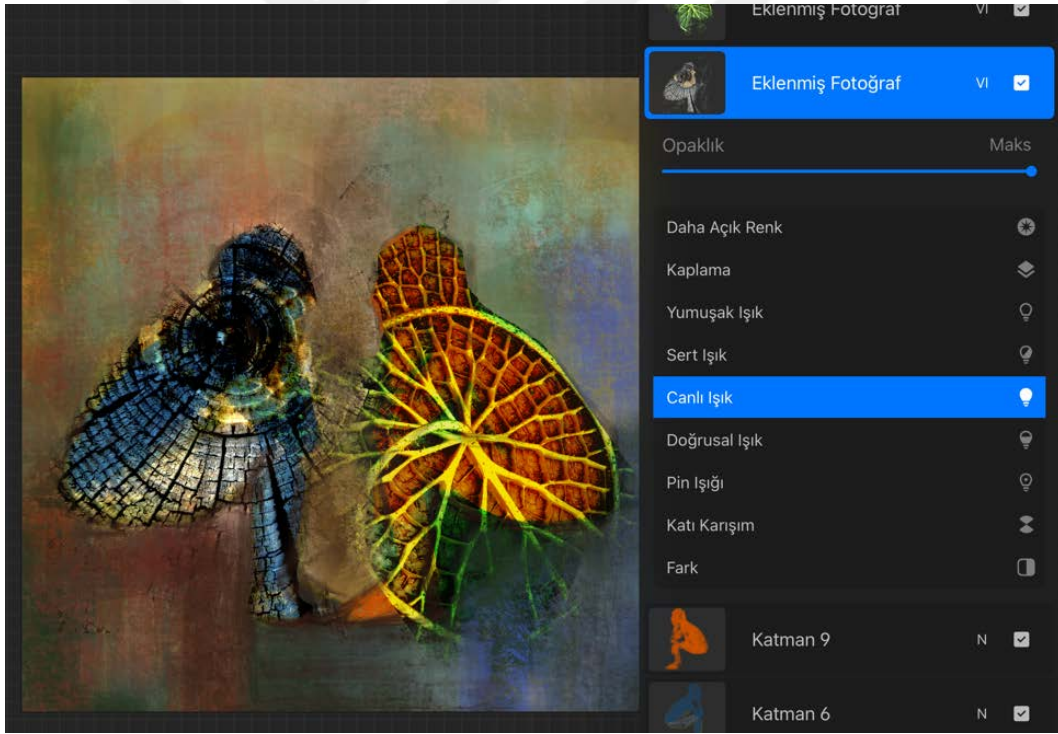 Eklenmiş Fotoğraf VI
Eklenmiş Fotoğraf VI
Opaklık Maks
Daha Açık Renk
Kaplama
Yumuşak Işık
Sert Işık
Canlı Işık
Doğrusal Işık
Pin Işığı
Katı Karışım
Fark
Katman 9 N
Katman 6 N